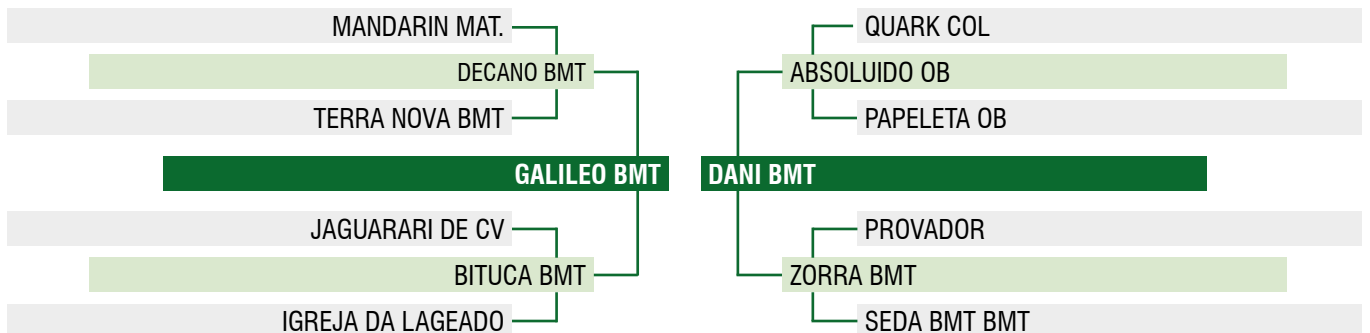 MANDARIN MAT.
DECANO BMT
TERRA NOVA BMT
GALILEO BMT
JAGUARARI DE CV
BITUCA BMT
IGREJA DA LAGEADO
QUARK COL
ABSOLUIDO OB
PAPELETA OB
DANI BMT
PROVADOR
ZORRA BMT
SEDA BMT BMT